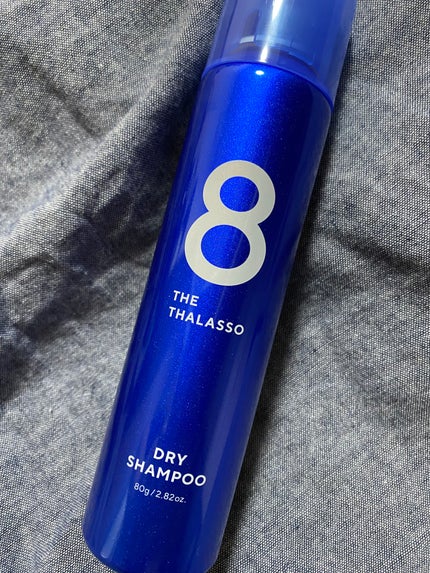 8
THE
THALASSO
DRY
SHAMPOO
80g/2.82oz.